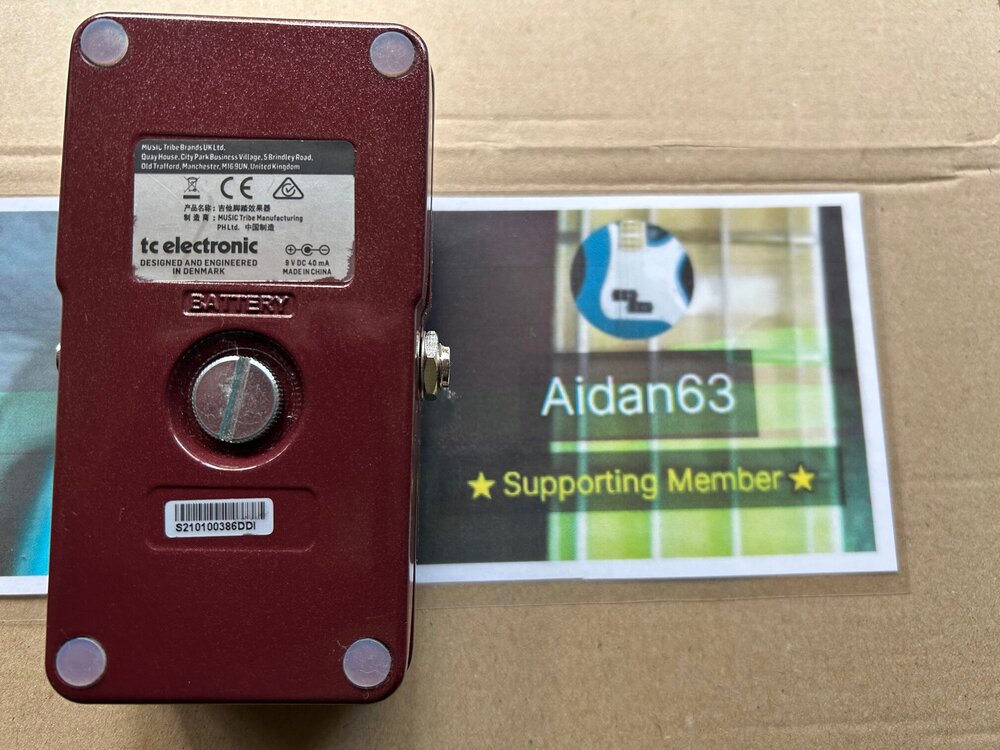 MUSIC Tribe Brands UK Ltd.
Quay House, City Park Business Village, 5 Brindley Road,
Old Trafford, Manchester, M16 9UN, United Kingdom
CE
产品名称：吉他脚踏效果器
制 造 商：MUSIC Tribe Manufacturing
PH Ltd. 中国制造
tc electronic
DESIGNED AND ENGINEERED
IN DENMARK
9 V DC 40 mA
MADE IN CHINA
BATTERY
S210100386DDI
Aidan63
★ Supporting Member ★